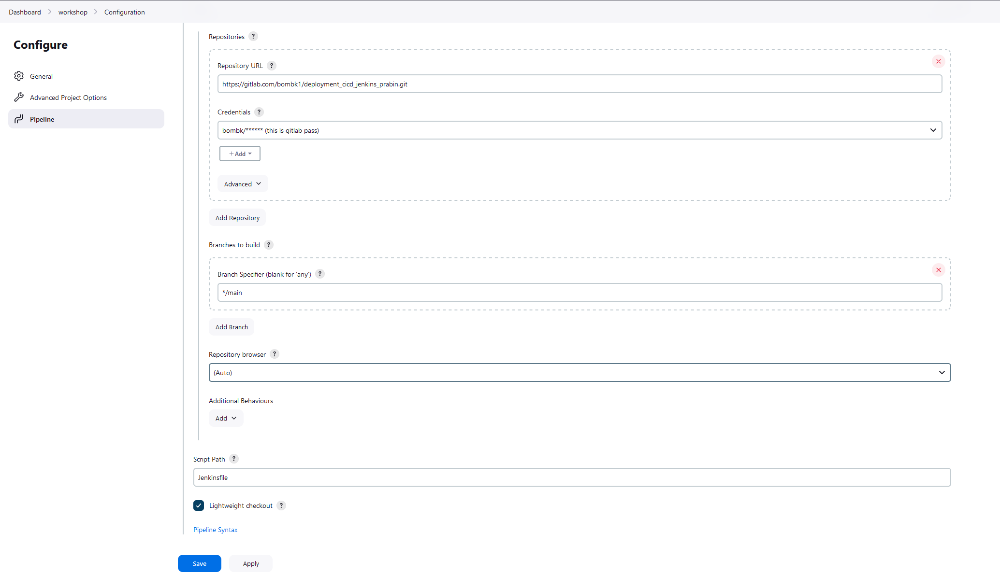 Dashboard > workshop > Configuration
Configure
General
Advanced Project Options
Pipeline
Repositories ?
Repository URL ?
https://gitlab.com/bombk1/deployment_cicd_jenkins_prabin.git
Credentials ?
bombk/****** (this is gitlab pass)
+ Add
Advanced
Add Repository
Branches to build ?
Branch Specifier (blank for 'any') ?
*/main
Add Branch
Repository browser ?
(Auto)
Additional Behaviours
Add
Script Path ?
Jenkinsfile
Lightweight checkout ?
Pipeline Syntax
Save Apply